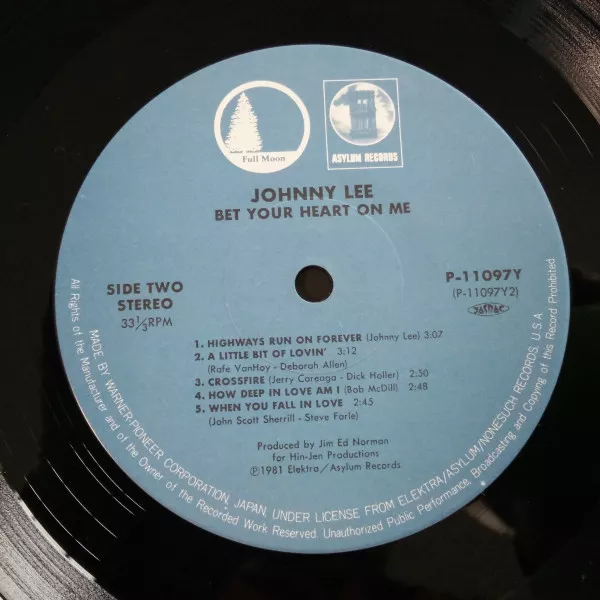 Full Moon
ASYLUM RECORDS
JOHNNY LEE
BET YOUR HEART ON ME
SIDE TWO
STEREO
33⅓RPM
P-11097Y
(P-11097Y2)
JASRAC
1. HIGHWAYS RUN ON FOREVER (Johnny Lee) 3:07
2. A LITTLE BIT OF LOVIN' 3:12
(Rafe VanHoy - Deborah Allen)
3. CROSSFIRE (Jerry Careaga - Dick Holler) 2:50
4. HOW DEEP IN LOVE AM I (Bob McDill) 2:48
5. WHEN YOU FALL IN LOVE 2:45
(John Scott Sherrill - Steve Earle)
Produced by Jim Ed Norman
for Hin-Jen Productions
Ⓟ1981 Elektra/Asylum Records
MADE BY WARNER-PIONEER CORPORATION, JAPAN, UNDER LICENSE FROM ELEKTRA/ASYLUM/NONESUCH RECORDS, U.S.A.
All Rights of the Manufacturer and of the Owner of the Recorded Work Reserved. Unauthorized Public Performance, Broadcasting and Copying of this Record Prohibited